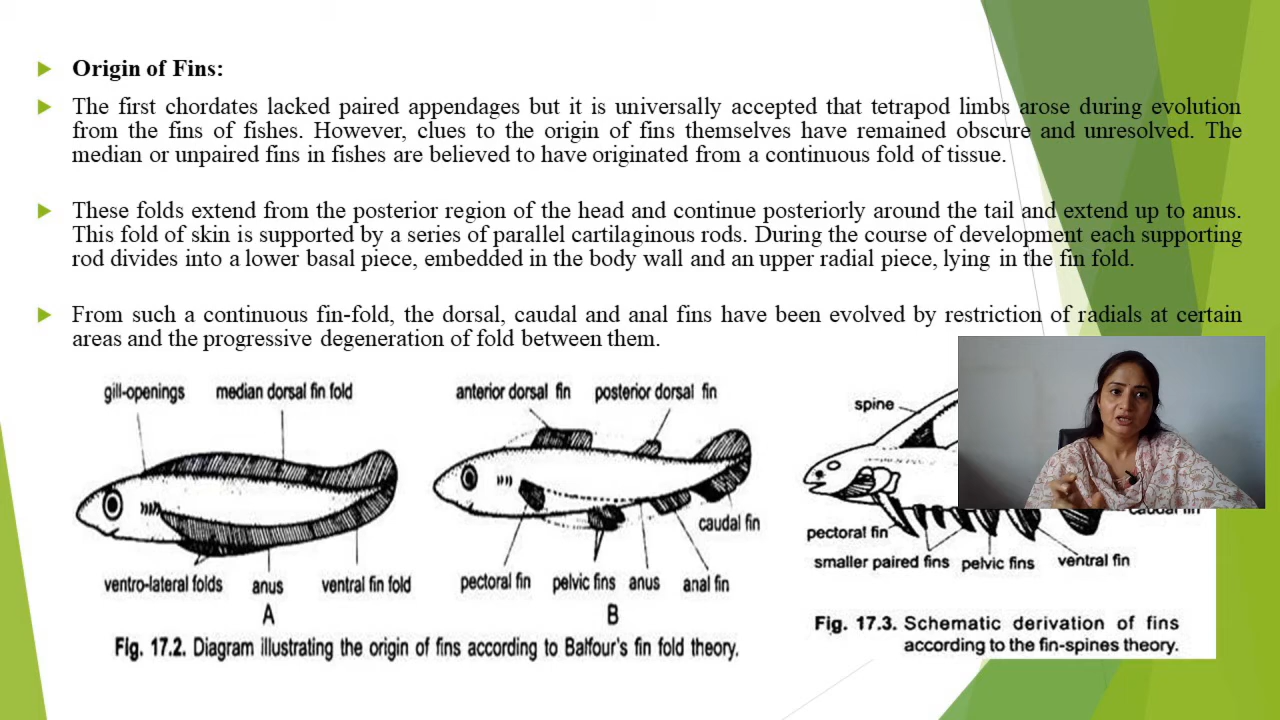 Origin of Fins:
The first chordates lacked paired appendages but it is universally accepted that tetrapod limbs arose during evolution
from the fins of fishes. However, clues to the origin of fins themselves have remained obscure and unresolved. The
median or unpaired fins in fishes are believed to have originated from a continuous fold of tissue.
These folds extend from the posterior region of the head and continue posteriorly around the tail and extend up to anus.
This fold of skin is supported by a series of parallel cartilaginous rods. During the course of development each supporting
rod divides into a lower basal piece, embedded in the body wall and an upper radial piece, lying in the fin fold.
From such a continuous fin-fold, the dorsal, caudal and anal fins have been evolved by restriction of radials at certain
areas and the progressive degeneration of fold between them.
gill-openings median dorsal fin fold
ventro-lateral folds anus ventral fin fold
A
anterior dorsal fin posterior dorsal fin
caudal fin
pectoral fin pelvic fins anus anal fin
B
Fig. 17.2. Diagram illustrating the origin of fins according to Balfour's fin fold theory.
spine
caudal fin
pectoral fin
smaller paired fins pelvic fins ventral fin
Fig. 17.3. Schematic derivation of fins
according to the fin-spines theory.